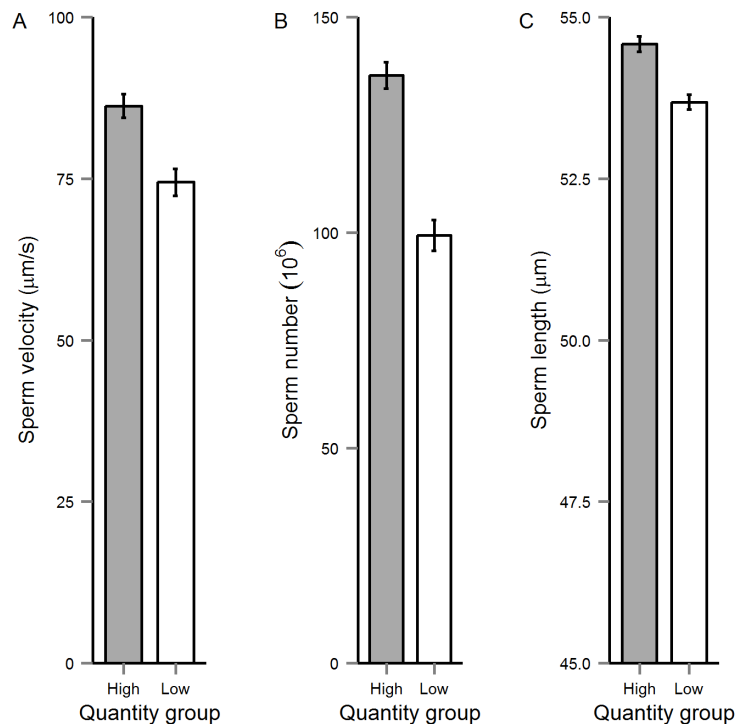 A
Sperm velocity (μm/s)
100
75
50
25
0
High Low
Quantity group
B
Sperm number (10⁶)
150
100
50
0
High Low
Quantity group
C
Sperm length (μm)
55.0
52.5
50.0
47.5
45.0
High Low
Quantity group